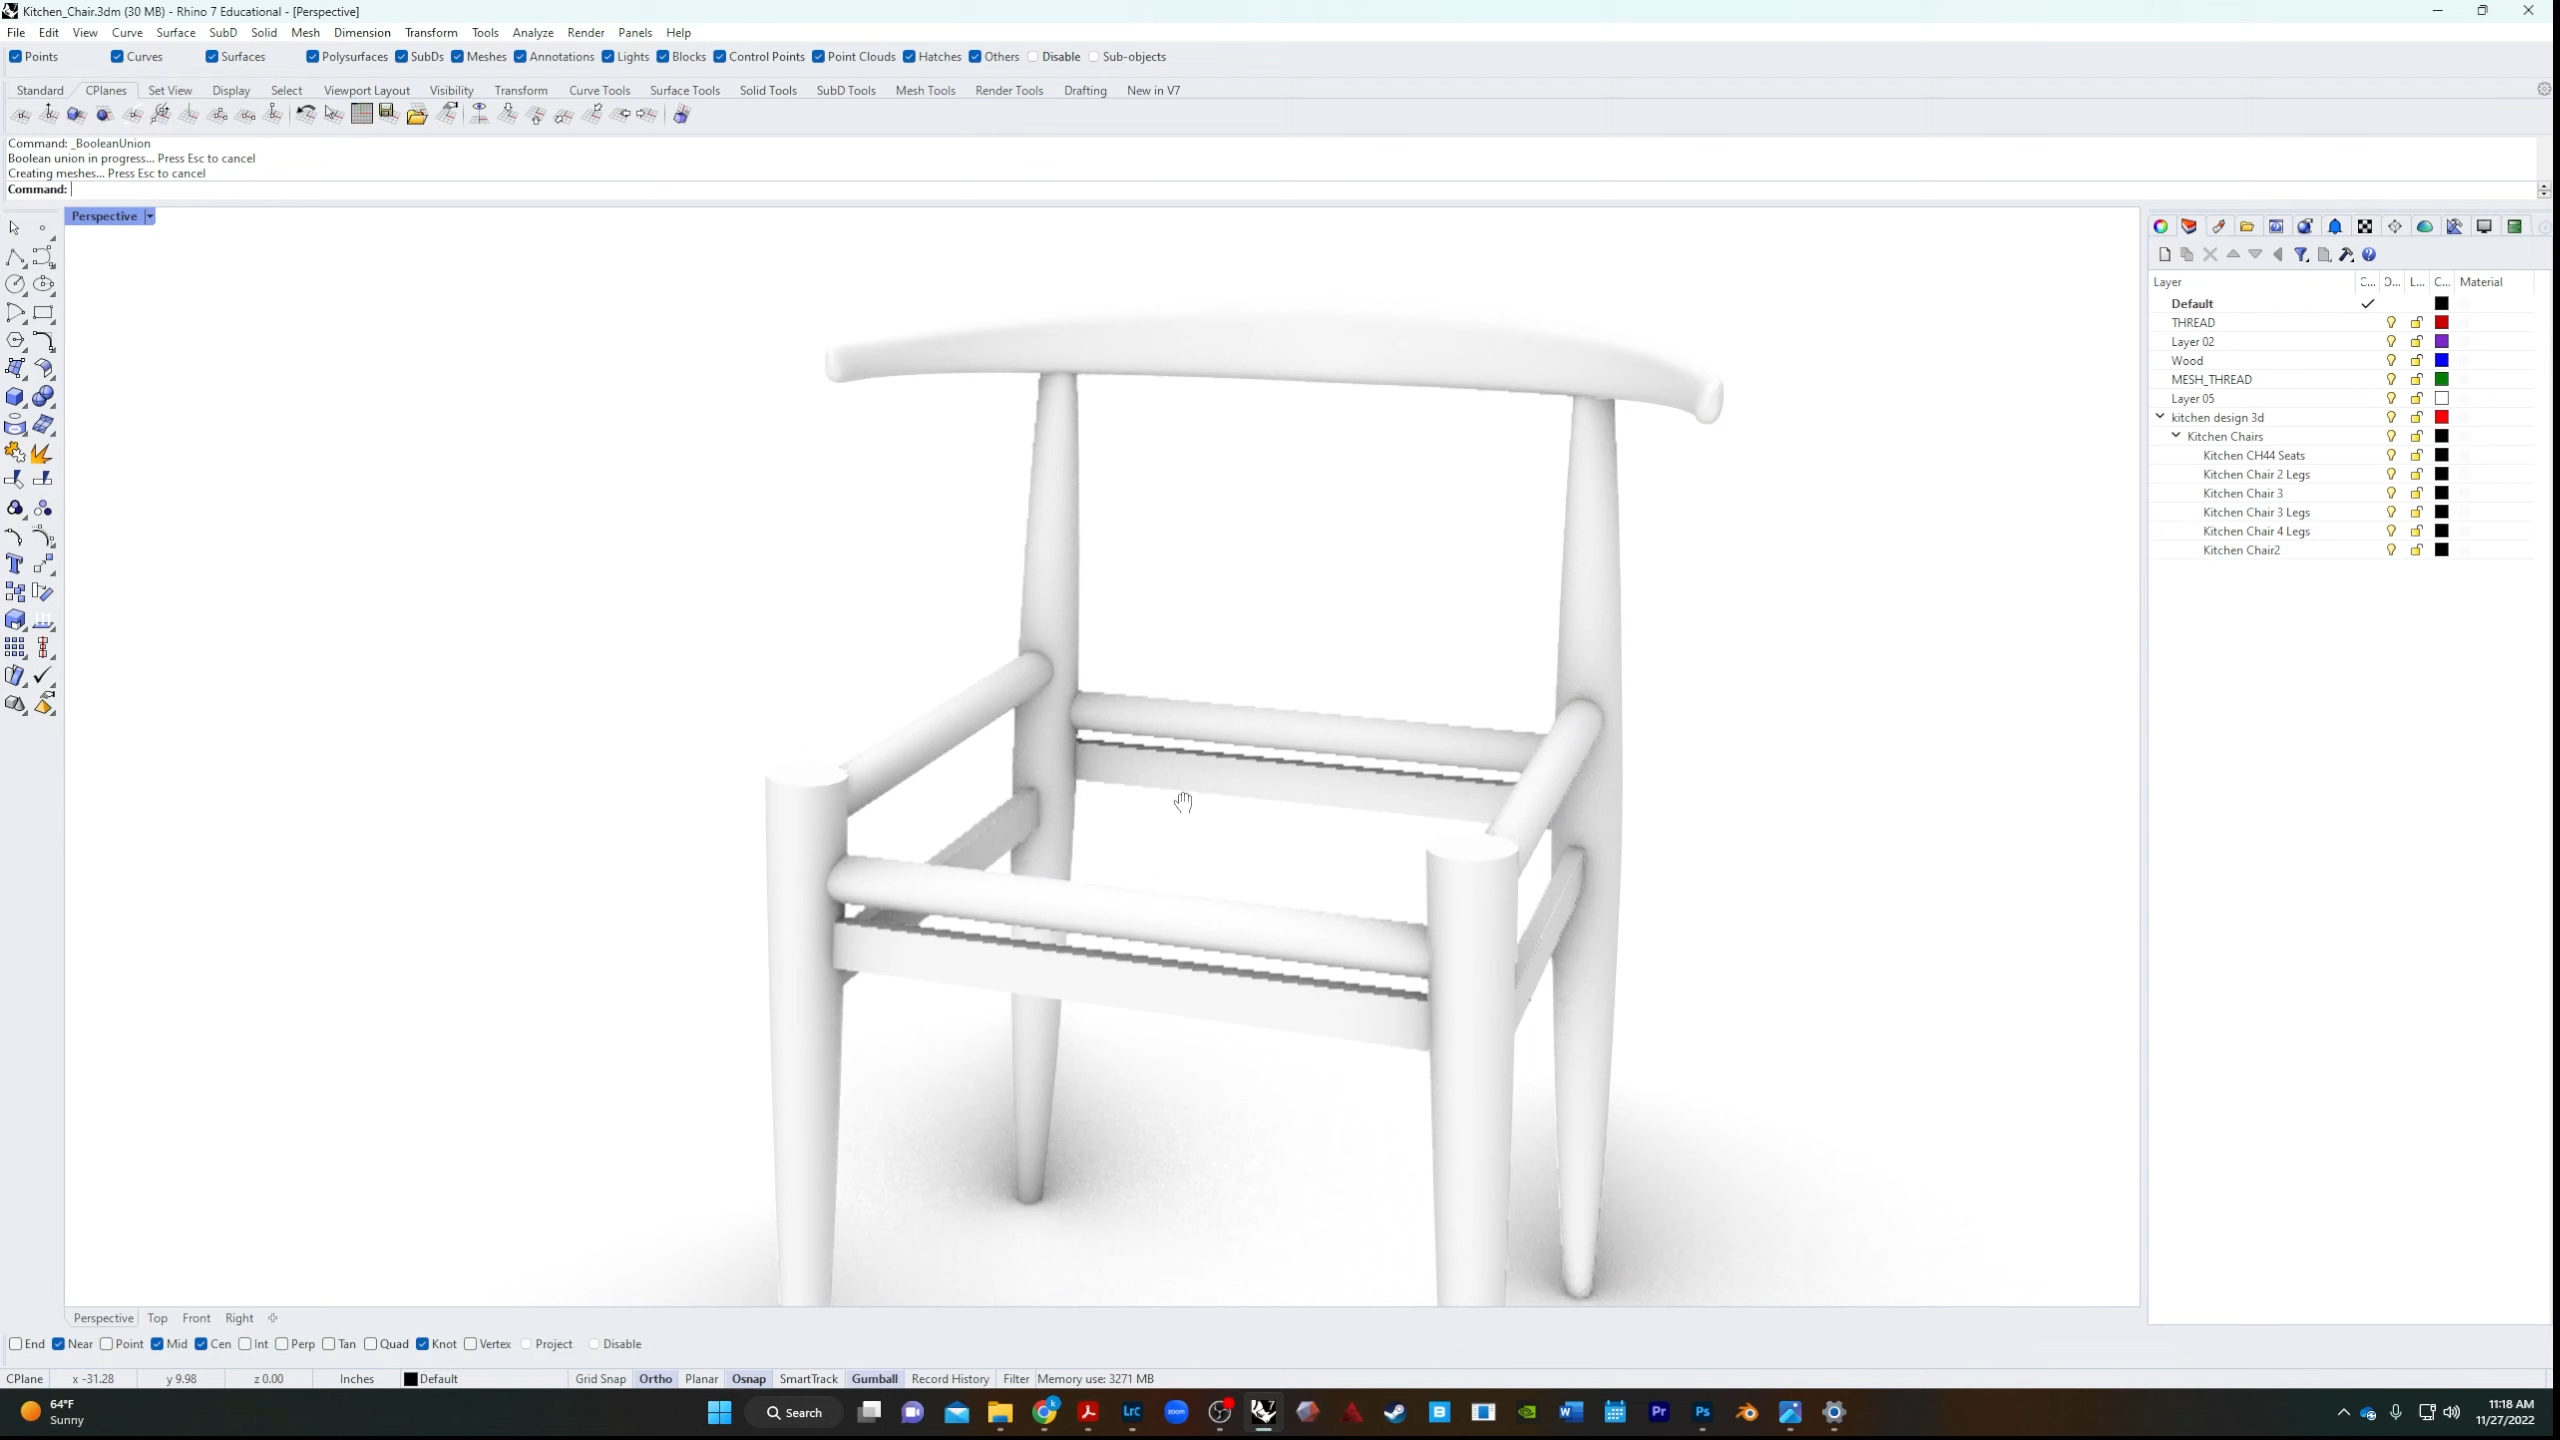 Kitchen_Chair.3dm (30 MB) - Rhino 7 Educational - [Perspective]
File Edit View Curve Surface SubD Solid Mesh Dimension Transform Tools Analyze Render Panels Help
Points Curves Surfaces Polysurfaces SubDs Meshes Annotations Lights Blocks Control Points Point Clouds Hatches Others Disable Sub-objects
Standard CPlanes Set View Display Select Viewport Layout Visibility Transform Curve Tools Surface Tools Solid Tools SubD Tools Mesh Tools Render Tools Drafting New in V7
Command: _BooleanUnion
Boolean union in progress... Press Esc to cancel
Creating meshes... Press Esc to cancel
Command:
Perspective
Layer C... O... L... C... Material
Default
THREAD
Layer 02
Wood
MESH_THREAD
Layer 05
kitchen design 3d
Kitchen Chairs
Kitchen CH44 Seats
Kitchen Chair 2 Legs
Kitchen Chair 3
Kitchen Chair 3 Legs
Kitchen Chair 4 Legs
Kitchen Chair2
Perspective Top Front Right
End Near Point Mid Cen Int Perp Tan Quad Knot Vertex Project Disable
CPlane x -31.28 y 9.98 z 0.00 Inches Default Grid Snap Ortho Planar Osnap SmartTrack Gumball Record History Filter Memory use: 3271 MB
64°F
Sunny
Search
Lrc
zoom
7
W
Pr
Ps
11:18 AM
11/27/2022